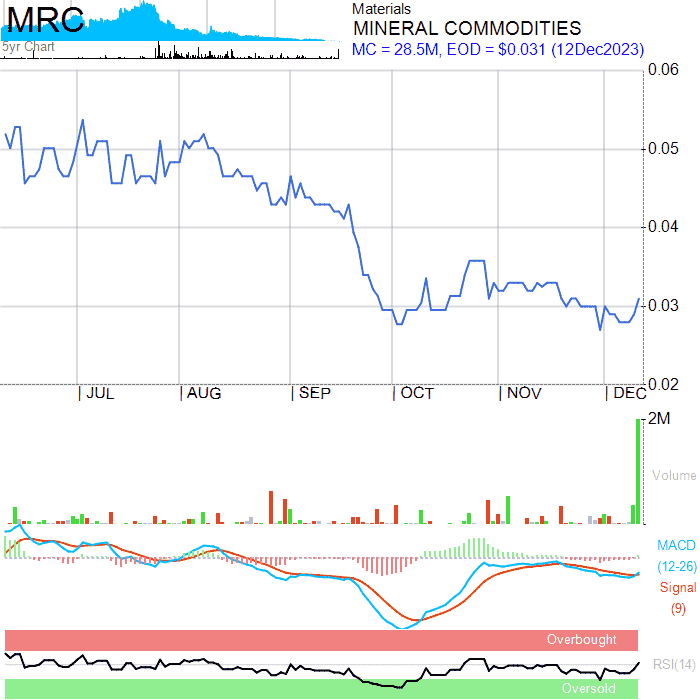 MRC
5yr Chart
Materials
MINERAL COMMODITIES
MC = 28.5M, EOD = $0.031 (12Dec2023)
0.06
0.05
0.04
0.03
0.02
JUL AUG SEP OCT NOV DEC
2M
Volume
MACD
(12-26)
Signal
(9)
Overbought
RSI(14)
Oversold